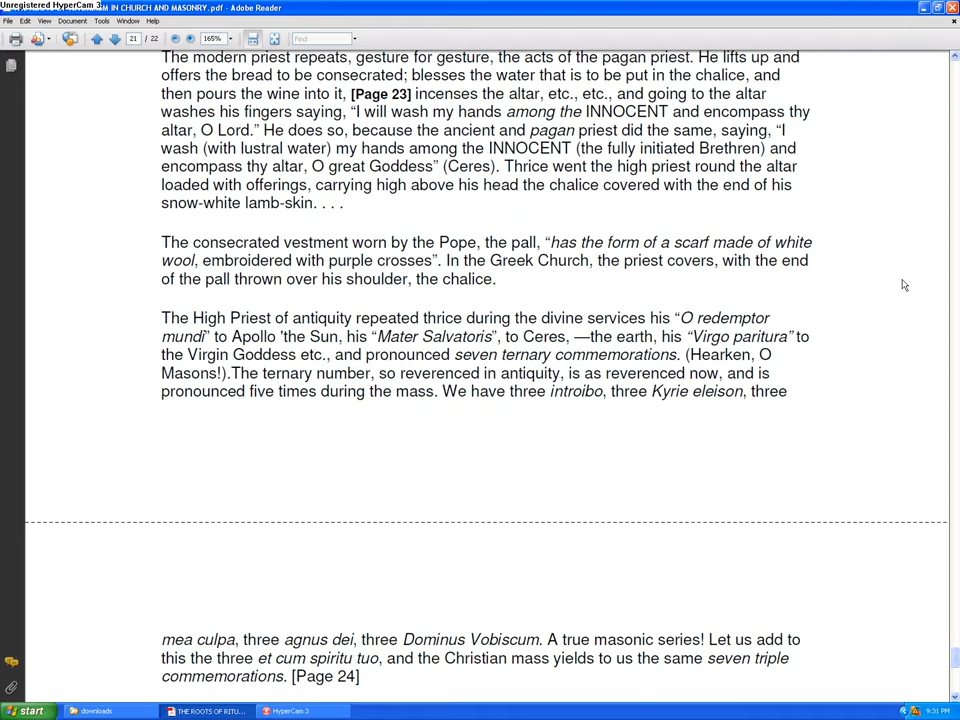 Unregistered HyperCam 3
M IN CHURCH AND MASONRY.pdf - Adobe Reader
File Edit View Document Tools Window Help
21 / 22 165% Find
The modern priest repeats, gesture for gesture, the acts of the pagan priest. He lifts up and
offers the bread to be consecrated; blesses the water that is to be put in the chalice, and
then pours the wine into it, [Page 23] incenses the altar, etc., etc., and going to the altar
washes his fingers saying, “I will wash my hands among the INNOCENT and encompass thy
altar, O Lord.” He does so, because the ancient and pagan priest did the same, saying, “I
wash (with lustral water) my hands among the INNOCENT (the fully initiated Brethren) and
encompass thy altar, O great Goddess” (Ceres). Thrice went the high priest round the altar
loaded with offerings, carrying high above his head the chalice covered with the end of his
snow-white lamb-skin. . . .
The consecrated vestment worn by the Pope, the pall, “has the form of a scarf made of white
wool, embroidered with purple crosses”. In the Greek Church, the priest covers, with the end
of the pall thrown over his shoulder, the chalice.
The High Priest of antiquity repeated thrice during the divine services his “O redemptor
mundi” to Apollo 'the Sun, his “Mater Salvatoris”, to Ceres, —the earth, his “Virgo paritura” to
the Virgin Goddess etc., and pronounced seven ternary commemorations. (Hearken, O
Masons!).The ternary number, so reverenced in antiquity, is as reverenced now, and is
pronounced five times during the mass. We have three introibo, three Kyrie eleison, three
mea culpa, three agnus dei, three Dominus Vobiscum. A true masonic series! Let us add to
this the three et cum spiritu tuo, and the Christian mass yields to us the same seven triple
commemorations. [Page 24]
start downloads THE ROOTS OF RITU... HyperCam 3 9:31 PM